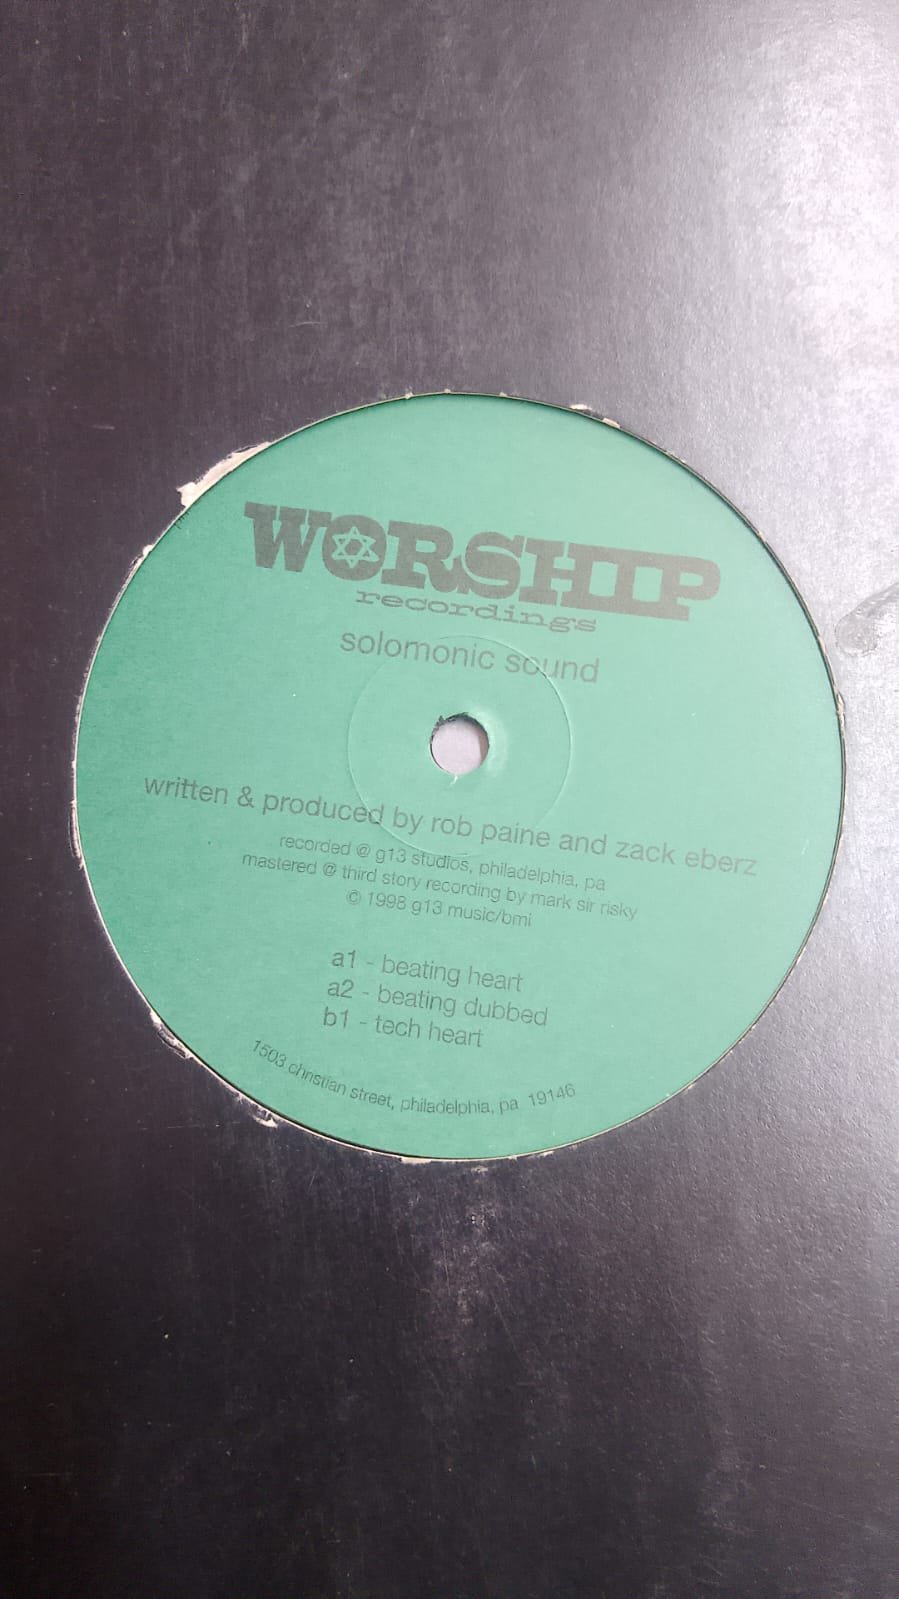 WORSHIP
recordings
solomonic sound
written & produced by rob paine and zack eberz
recorded @ g13 studios, philadelphia, pa
mastered @ third story recording by mark sir risky
© 1998 g13 music/bmi
a1 - beating heart
a2 - beating dubbed
b1 - tech heart
1503 christian street, philadelphia, pa 19146